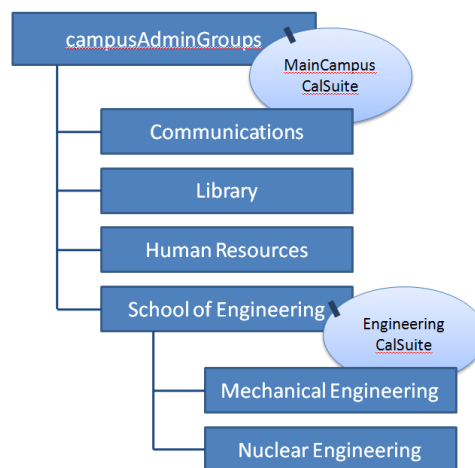 campusAdminGroups
MainCampus
CalSuite
Communications
Library
Human Resources
School of Engineering
Engineering
CalSuite
Mechanical Engineering
Nuclear Engineering